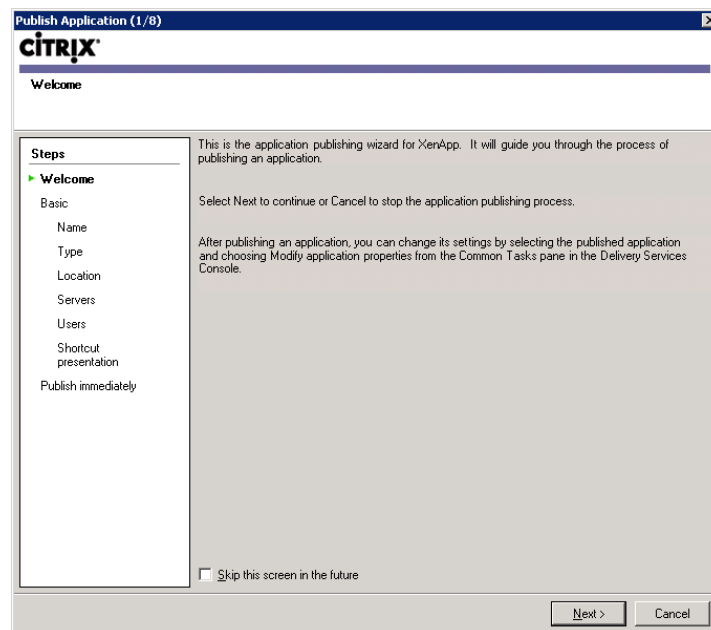 Publish Application (1/8)
CITRIX
Welcome
Steps
Welcome
Basic
Name
Type
Location
Servers
Users
Shortcut
presentation
Publish immediately
This is the application publishing wizard for XenApp.  It will guide you through the process of
publishing an application.
Select Next to continue or Cancel to stop the application publishing process.
After publishing an application, you can change its settings by selecting the published application
and choosing Modify application properties from the Common Tasks pane in the Delivery Services
Console.
Skip this screen in the future
Next >
Cancel